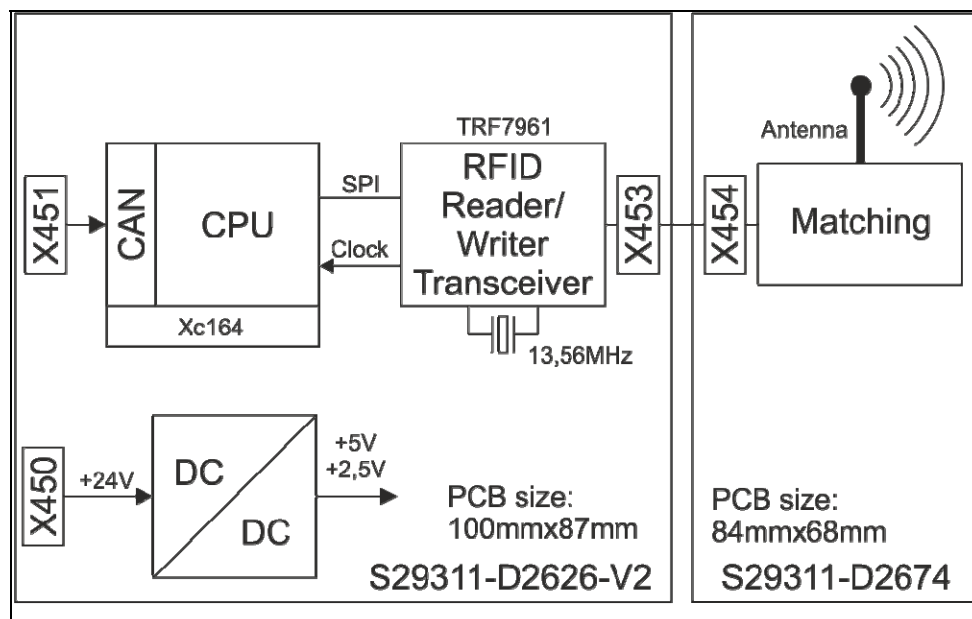 TRF7961
Antenna
X451
CAN
CPU
SPI
Clock
RFID
Reader/
Writer
Transceiver
X453
X454
Matching
Xc164
13,56MHz
X450
+24V
DC
DC
+5V
+2,5V
PCB size:
100mmx87mm
S29311-D2626-V2
PCB size:
84mmx68mm
S29311-D2674